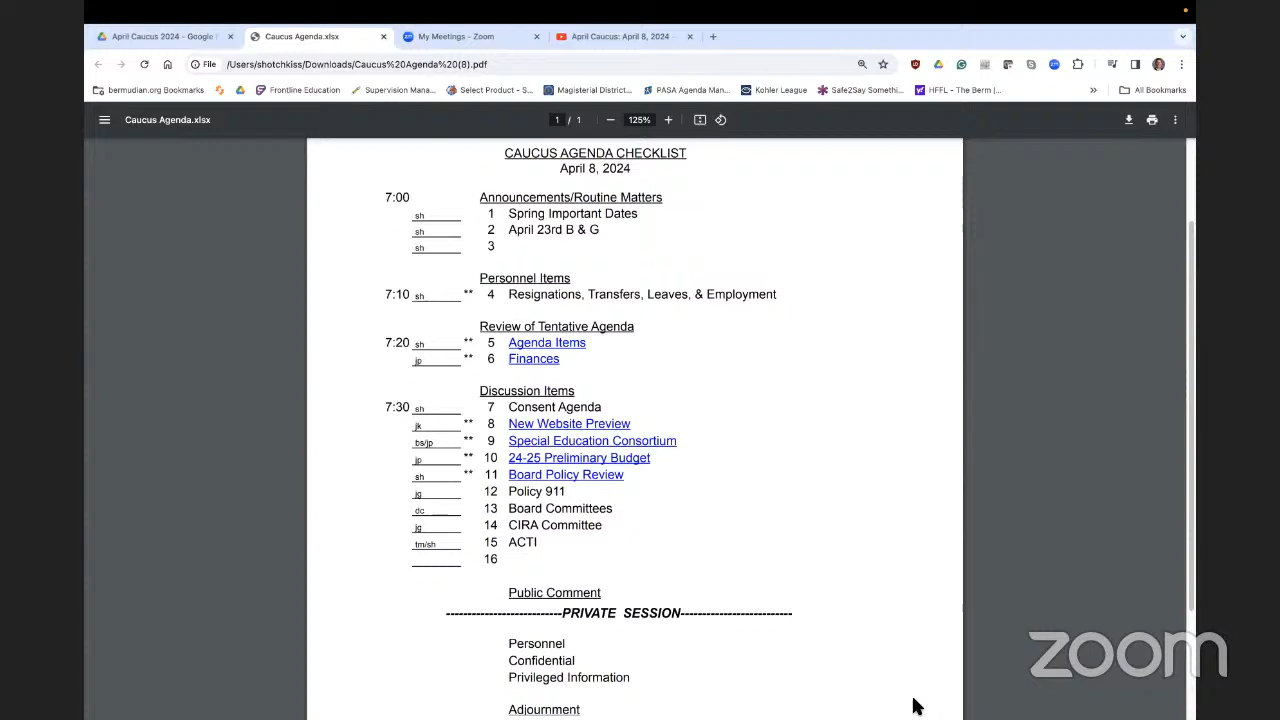 April Caucus 2024 - Google
Caucus Agenda.xlsx
My Meetings - Zoom
April Caucus: April 8, 2024 -
File
/Users/shotchkiss/Downloads/Caucus%20Agenda%20(8).pdf
bermudian.org Bookmarks
Frontline Education
Supervision Mana...
Select Product - S...
Magisterial District...
PASA Agenda Man...
Kohler League
Safe2Say Somethi...
HFFL - The Berm J...
All Bookmarks
Caucus Agenda.xlsx
1 / 1
125%
CAUCUS AGENDA CHECKLIST
April 8, 2024
7:00 Announcements/Routine Matters
sh 1 Spring Important Dates
sh 2 April 23rd B & G
sh 3
Personnel Items
7:10 sh ** 4 Resignations, Transfers, Leaves, & Employment
Review of Tentative Agenda
7:20 sh ** 5 Agenda Items
jp ** 6 Finances
Discussion Items
7:30 sh 7 Consent Agenda
jk ** 8 New Website Preview
bs/jp ** 9 Special Education Consortium
jp ** 10 24-25 Preliminary Budget
sh ** 11 Board Policy Review
jg 12 Policy 911
dc 13 Board Committees
jg 14 CIRA Committee
tm/sh 15 ACTI
16
Public Comment
---------------------------PRIVATE SESSION--------------------------
Personnel
Confidential
Privileged Information
Adjournment
zoom